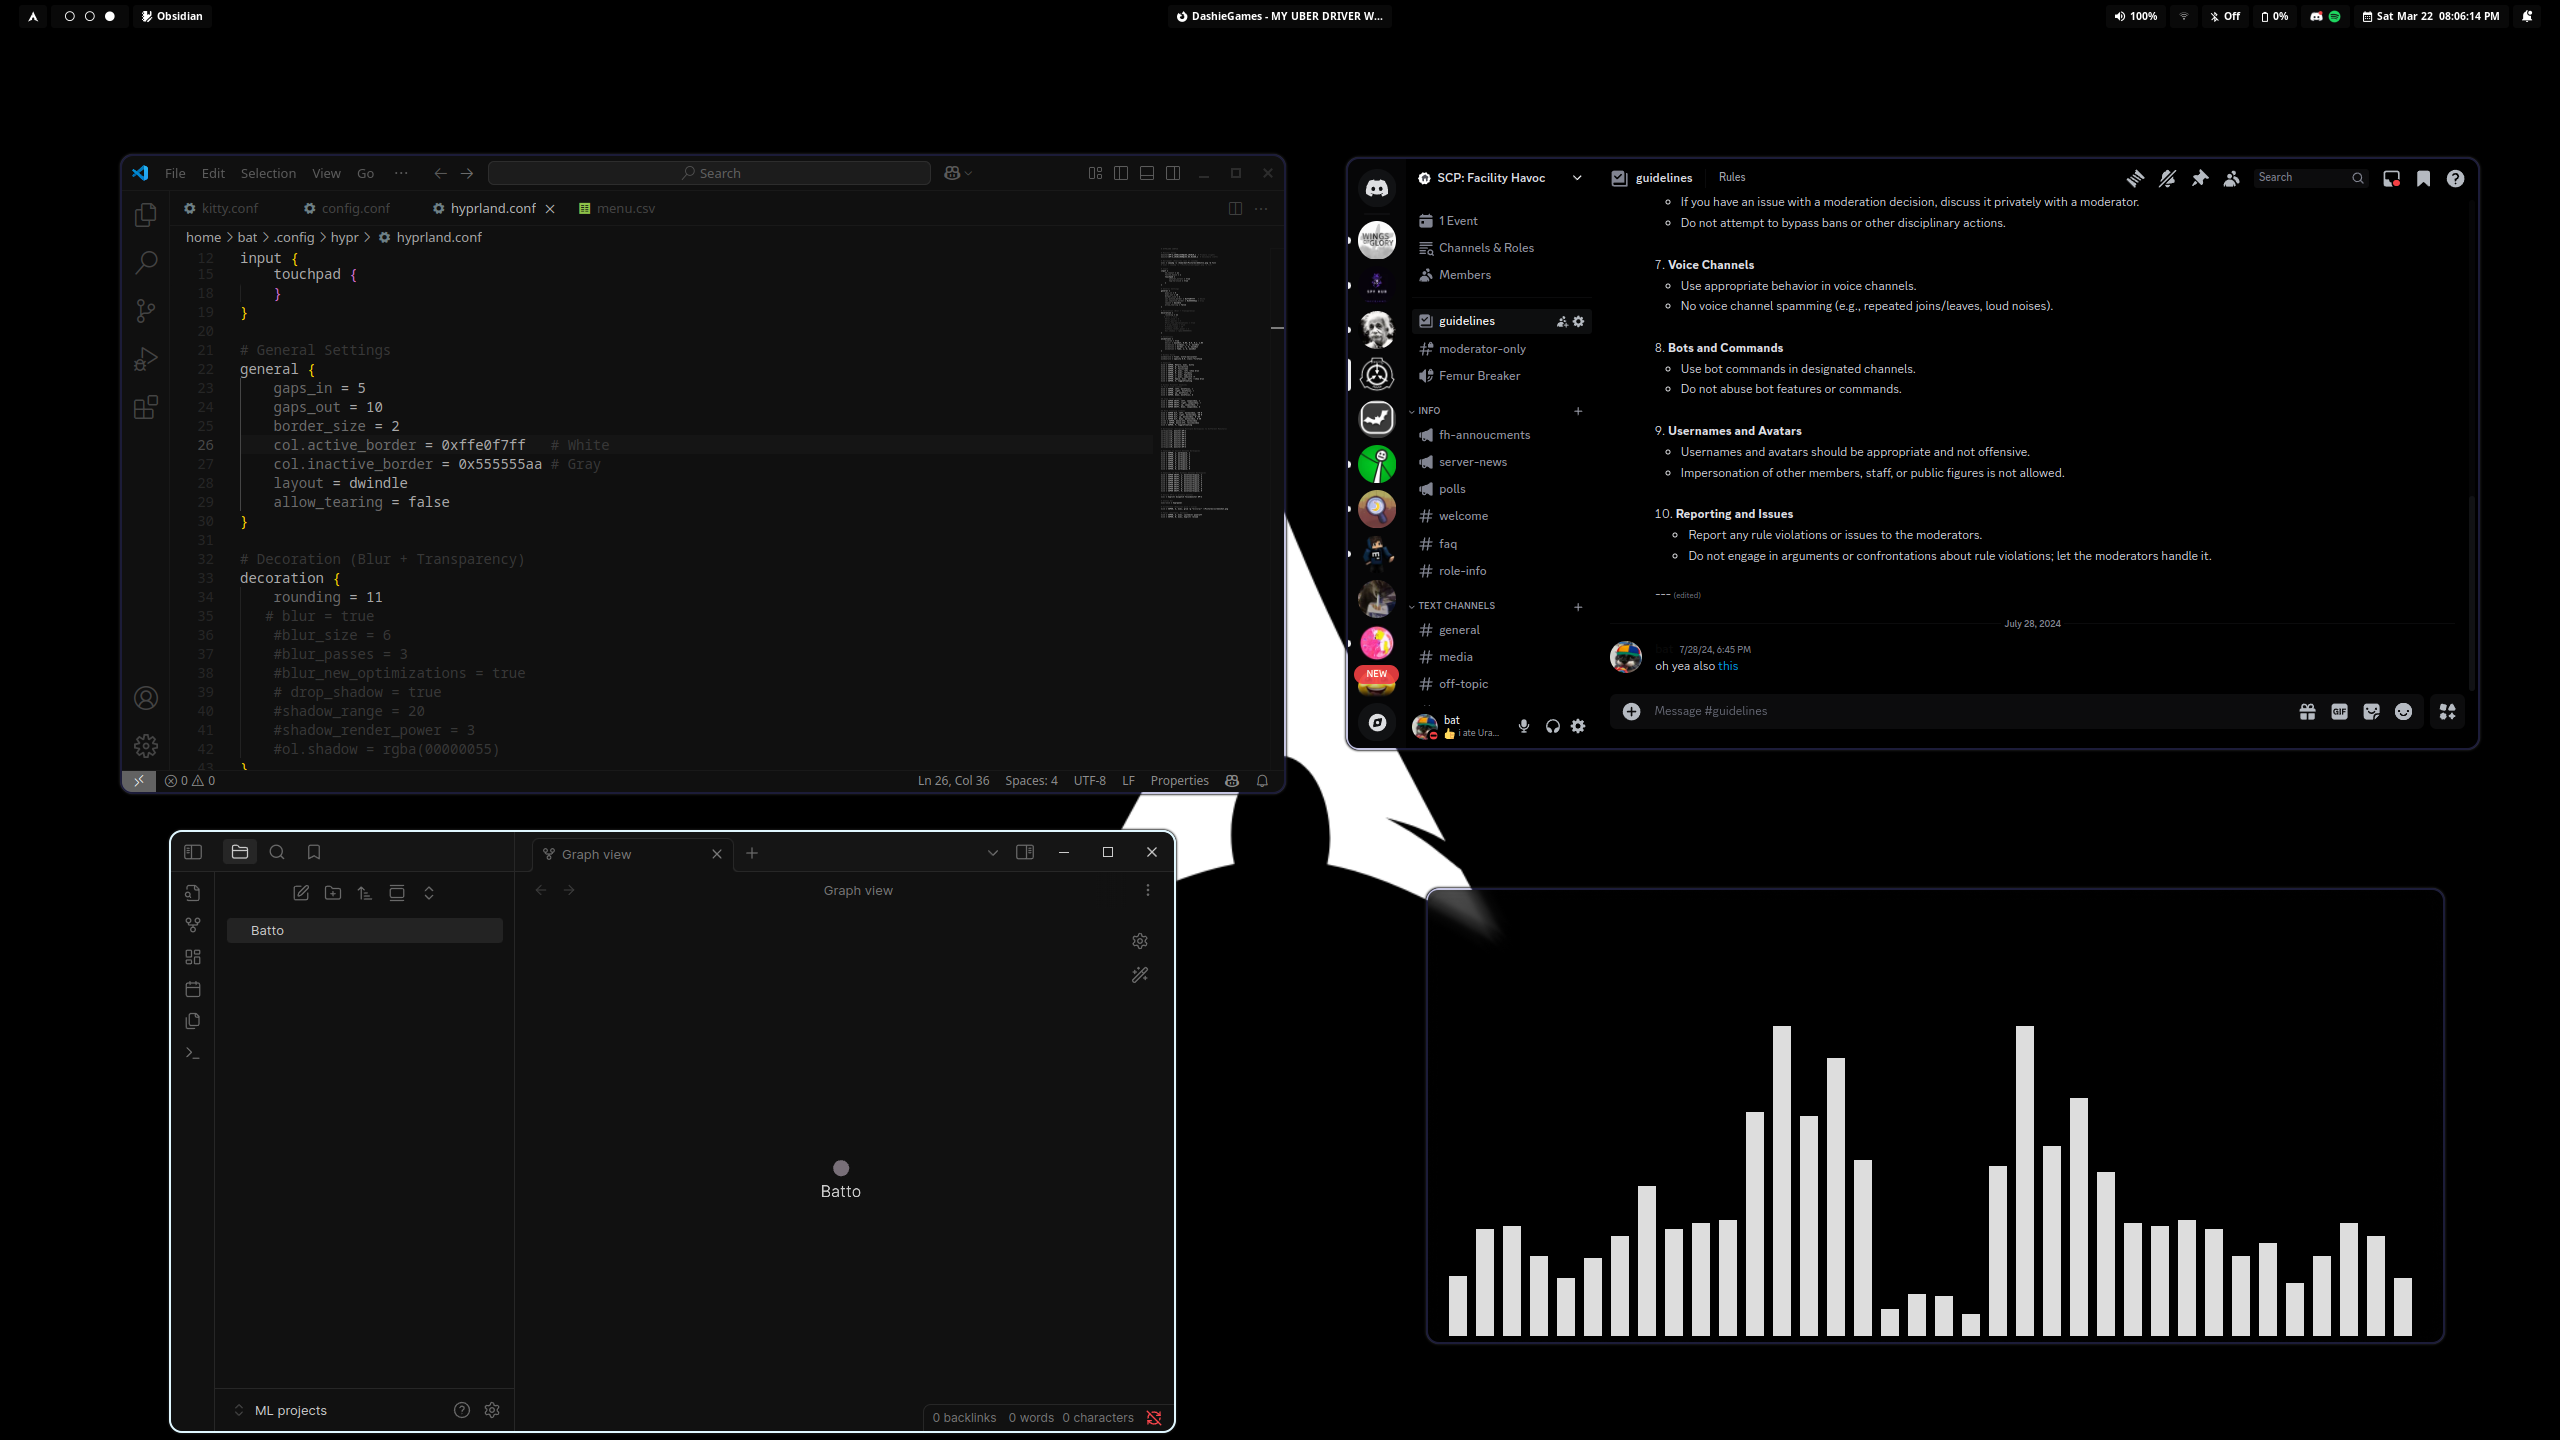 Obsidian
DashieGames - MY UBER DRIVER W...
100%
Off
0%
Sat Mar 22 08:06:14 PM
File Edit Selection View Go ···
Search
kitty.conf
config.conf
hyprland.conf
menu.csv
home > bat > .config > hypr > hyprland.conf
12 input {
15 touchpad {
18 }
19 }
20
21 # General Settings
22 general {
23 gaps_in = 5
24 gaps_out = 10
25 border_size = 2
26 col.active_border = 0xffe0f7ff # White
27 col.inactive_border = 0x555555aa # Gray
28 layout = dwindle
29 allow_tearing = false
30 }
31
32 # Decoration (Blur + Transparency)
33 decoration {
34 rounding = 11
35 # blur = true
36 #blur_size = 6
37 #blur_passes = 3
38 #blur_new_optimizations = true
39 # drop_shadow = true
40 #shadow_range = 20
41 #shadow_render_power = 3
42 #ol.shadow = rgba(00000055)
43 }
0 0
Ln 26, Col 36 Spaces: 4 UTF-8 LF Properties
SCP: Facility Havoc
1 Event
Channels & Roles
Members
guidelines
moderator-only
Femur Breaker
INFO
fh-annoucments
server-news
polls
welcome
faq
role-info
TEXT CHANNELS
general
media
off-topic
WINGS
GLORY
NEW
bat
i ate Ura...
guidelines
Rules
Search
If you have an issue with a moderation decision, discuss it privately with a moderator.
Do not attempt to bypass bans or other disciplinary actions.
7. Voice Channels
Use appropriate behavior in voice channels.
No voice channel spamming (e.g., repeated joins/leaves, loud noises).
8. Bots and Commands
Use bot commands in designated channels.
Do not abuse bot features or commands.
9. Usernames and Avatars
Usernames and avatars should be appropriate and not offensive.
Impersonation of other members, staff, or public figures is not allowed.
10. Reporting and Issues
Report any rule violations or issues to the moderators.
Do not engage in arguments or confrontations about rule violations; let the moderators handle it.
--- (edited)
July 28, 2024
7/28/24, 6:45 PM
oh yea also this
Message #guidelines
GIF
Graph view
Graph view
Batto
Batto
ML projects
0 backlinks 0 words 0 characters